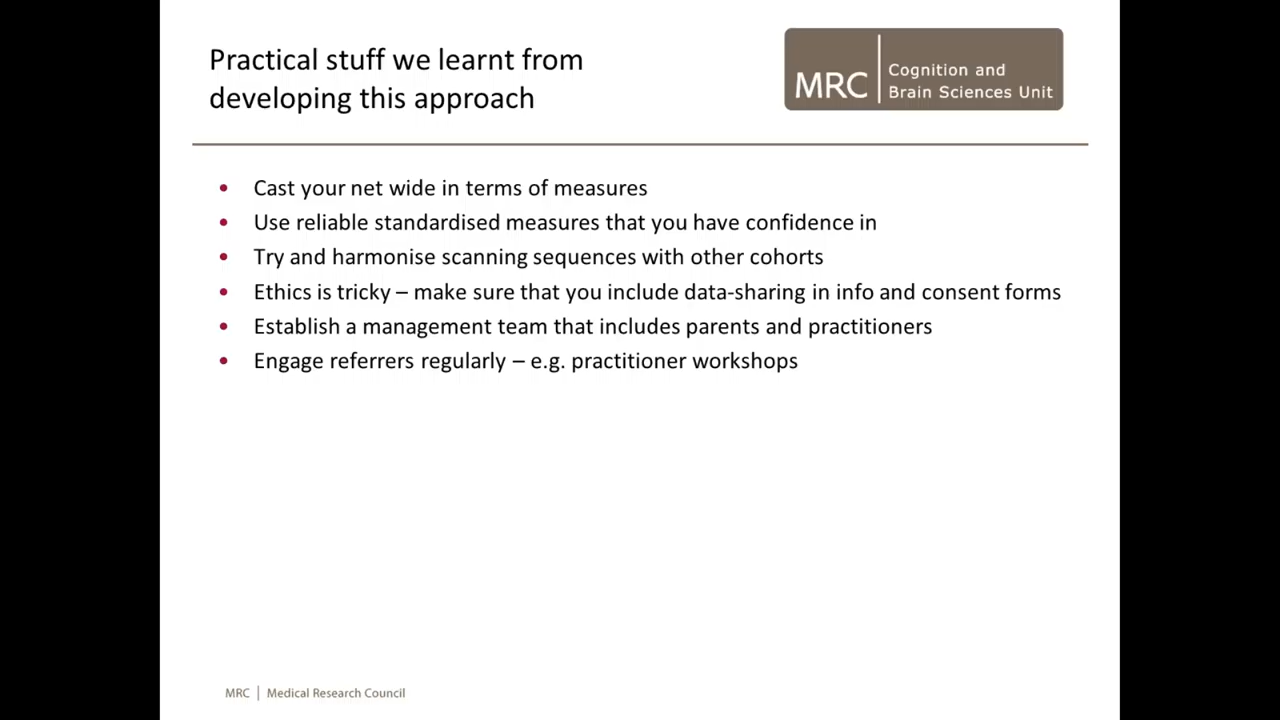 Practical stuff we learnt from
developing this approach
MRC
Cognition and
Brain Sciences Unit
• Cast your net wide in terms of measures
• Use reliable standardised measures that you have confidence in
• Try and harmonise scanning sequences with other cohorts
• Ethics is tricky – make sure that you include data-sharing in info and consent forms
• Establish a management team that includes parents and practitioners
• Engage referrers regularly – e.g. practitioner workshops
MRC | Medical Research Council